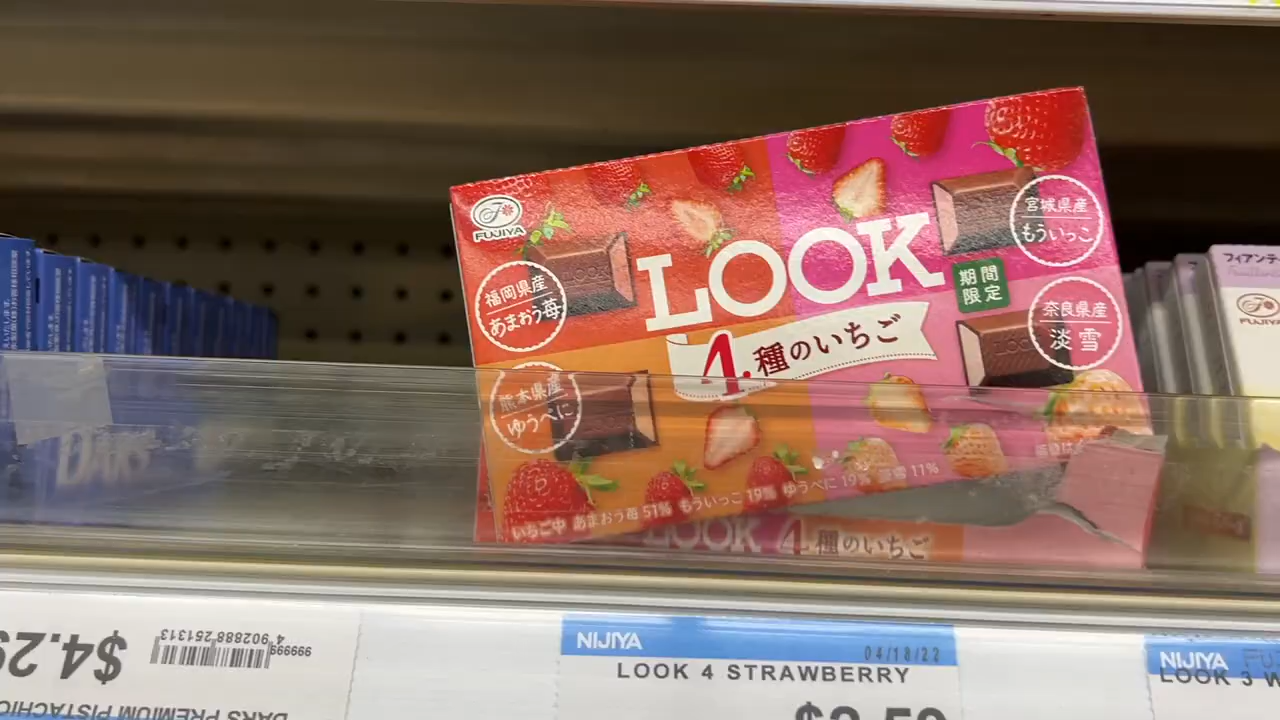 FUJIYA
LOOK
4種のいちご
期間
限定
福岡県産
あまおう苺
宮城県産
もういっこ
熊本県産
ゆうべに
奈良県産
淡雪
いちご中 あまおう苺 51% もういっこ 19% ゆうべに 19% 淡雪 11%
LOOK 4種のいちご
フィアンテ
FUJIYA
$4.29
4 902888 251313
999999
DARS PREMIUM PISTACHIO
NIJIYA
04/18/22
LOOK 4 STRAWBERRY
NIJIYA
LOOK 3